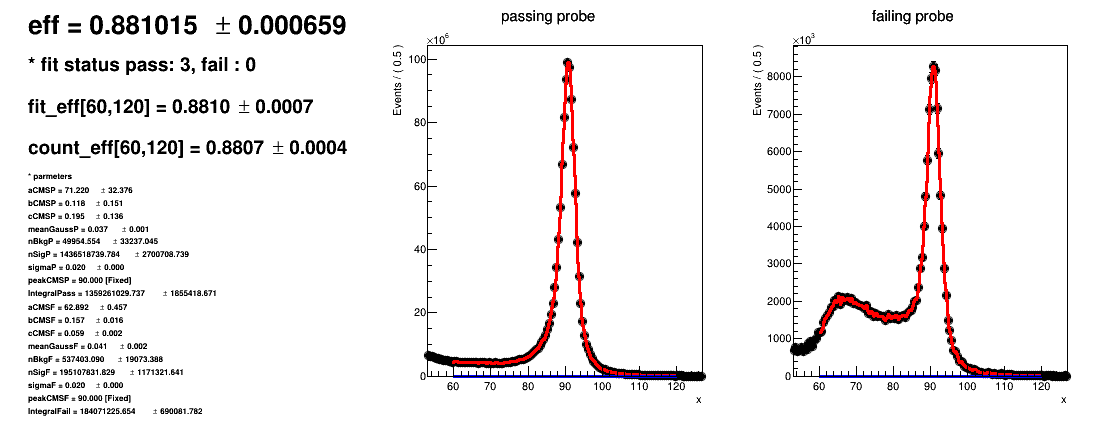 eff = 0.881015 ± 0.000659
* fit status pass: 3, fail : 0
fit_eff[60,120] = 0.8810 ± 0.0007
count_eff[60,120] = 0.8807 ± 0.0004
* parmeters
aCMSP = 71.220 ± 32.376
bCMSP = 0.118 ± 0.151
cCMSP = 0.195 ± 0.136
meanGaussP = 0.037 ± 0.001
nBkgP = 49954.554 ± 33237.045
nSigP = 1436518739.784 ± 2700708.739
sigmaP = 0.020 ± 0.000
peakCMSP = 90.000 [Fixed]
IntegralPass = 1359261029.737 ± 1855418.671
aCMSF = 62.892 ± 0.457
bCMSF = 0.157 ± 0.016
cCMSF = 0.059 ± 0.002
meanGaussF = 0.041 ± 0.002
nBkgF = 537403.090 ± 19073.388
nSigF = 195107831.829 ± 1171321.641
sigmaF = 0.020 ± 0.000
peakCMSF = 90.000 [Fixed]
IntegralFail = 184071225.654 ± 690081.782
passing probe
×10⁶
Events / ( 0.5 )
100
80
60
40
20
0
60 70 80 90 100 110 120
x
failing probe
×10³
Events / ( 0.5 )
8000
7000
6000
5000
4000
3000
2000
1000
0
60 70 80 90 100 110 120
x